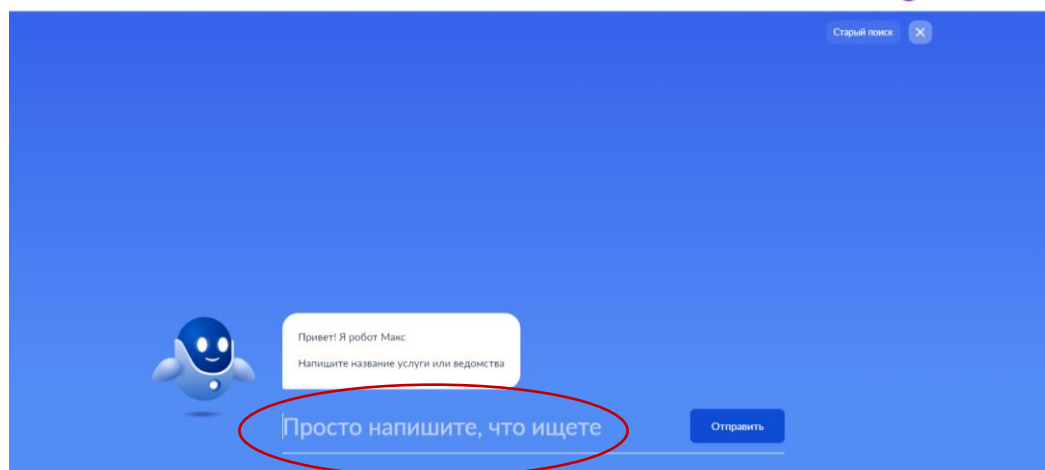 Старый поиск
Привет! Я робот Макс
Напишите название услуги или ведомства
Просто напишите, что ищете
Отправить